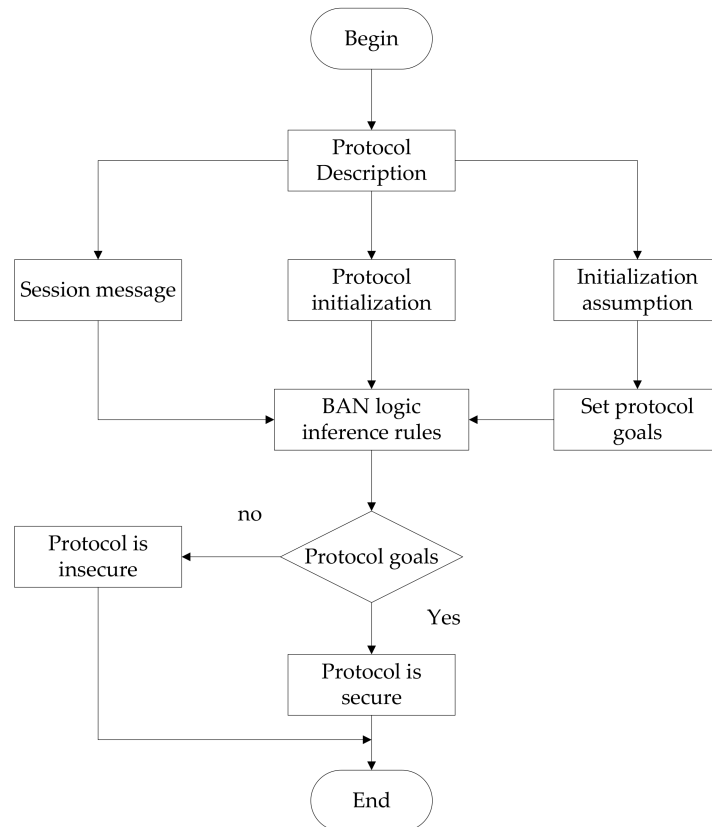 Begin
Protocol
Description
Session message
Protocol
initialization
Initialization
assumption
BAN logic
inference rules
Set protocol
goals
no
Protocol is
insecure
Protocol goals
Yes
Protocol is
secure
End